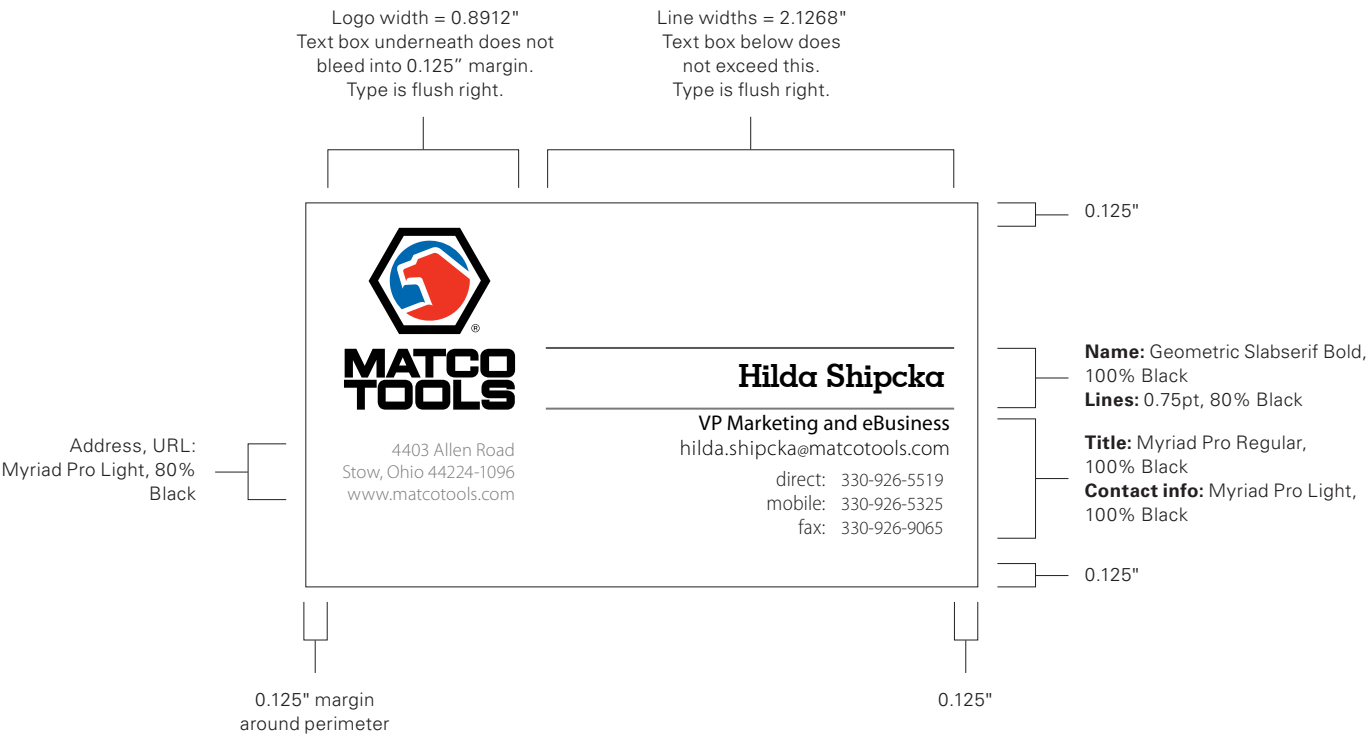 Logo width = 0.8912"
Text box underneath does not
bleed into 0.125” margin.
Type is flush right.
Line widths = 2.1268"
Text box below does
not exceed this.
Type is flush right.
0.125"
®
MATCO
TOOLS
Hilda Shipcka
Name: Geometric Slabserif Bold,
100% Black
Lines: 0.75pt, 80% Black
Address, URL:
Myriad Pro Light, 80%
Black
4403 Allen Road
Stow, Ohio 44224-1096
www.matcotools.com
VP Marketing and eBusiness
hilda.shipcka@matcotools.com
direct: 330-926-5519
mobile: 330-926-5325
fax: 330-926-9065
Title: Myriad Pro Regular,
100% Black
Contact info: Myriad Pro Light,
100% Black
0.125"
0.125" margin
around perimeter
0.125"